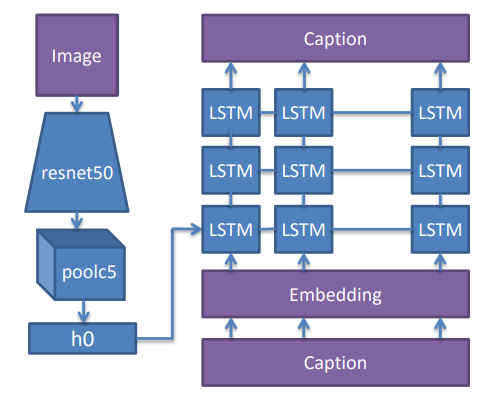 Image
resnet50
poolc5
h0
Caption
LSTM LSTM LSTM
LSTM LSTM LSTM
LSTM LSTM LSTM
Embedding
Caption